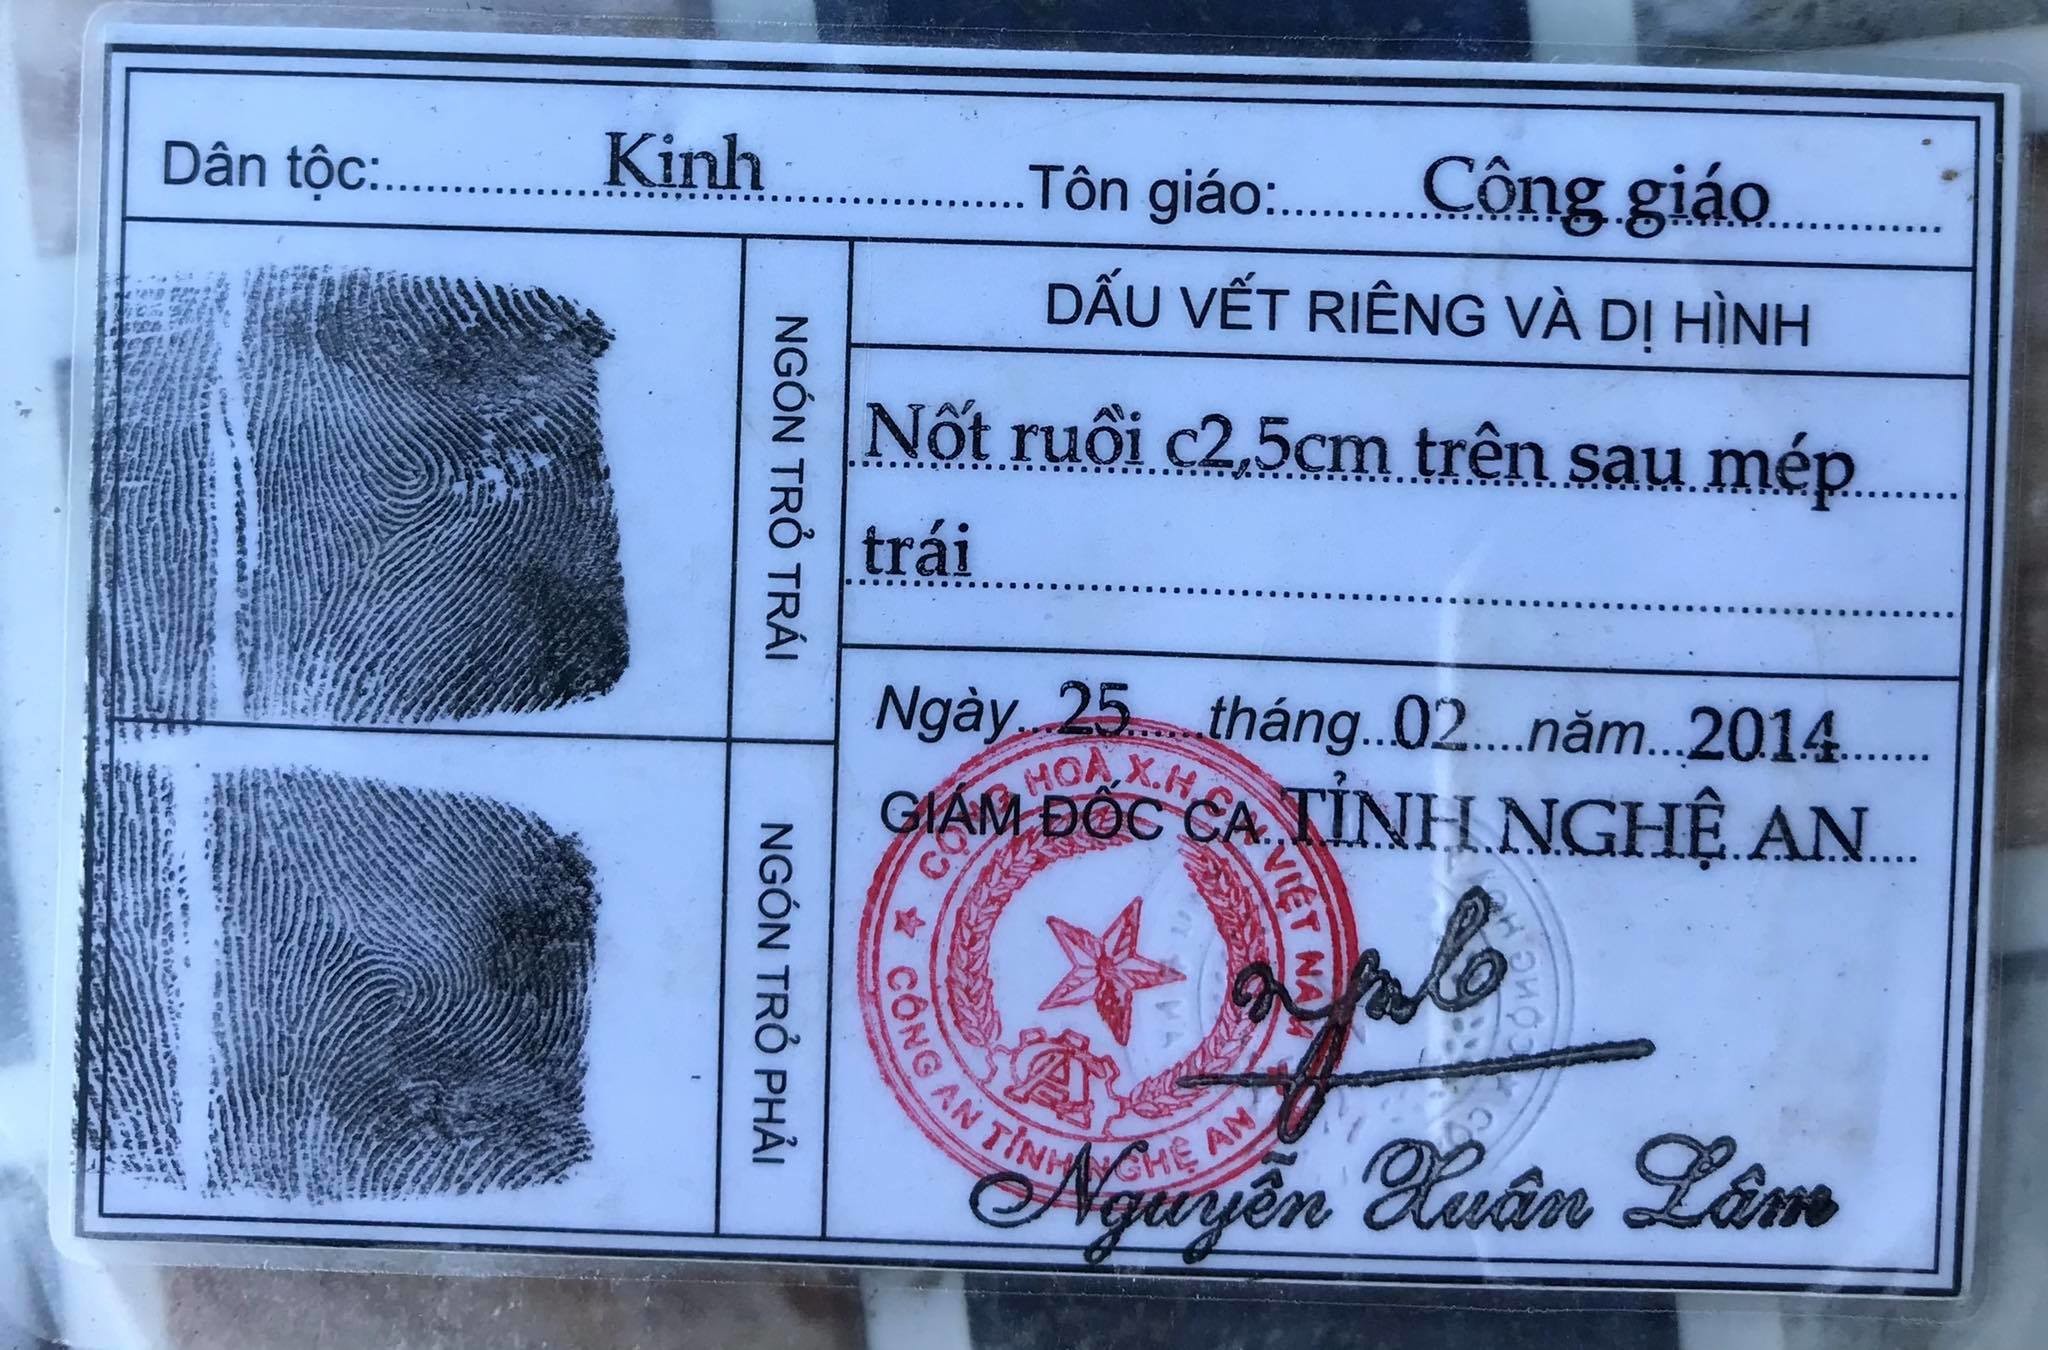 Dân tộc: Kinh Tôn giáo: Công giáo
NGÓN TRỎ TRÁI
DẤU VẾT RIÊNG VÀ DỊ HÌNH
Nốt ruồi c2,5cm trên sau mép
trái
Ngày 25 tháng 02 năm 2014
GIÁM ĐỐC CA TỈNH NGHỆ AN
NGÓN TRỎ PHẢI
CỘNG HOÀ X.H.C.N VIỆT NAM
CÔNG AN TỈNH NGHỆ AN
Nguyễn Xuân Lâm